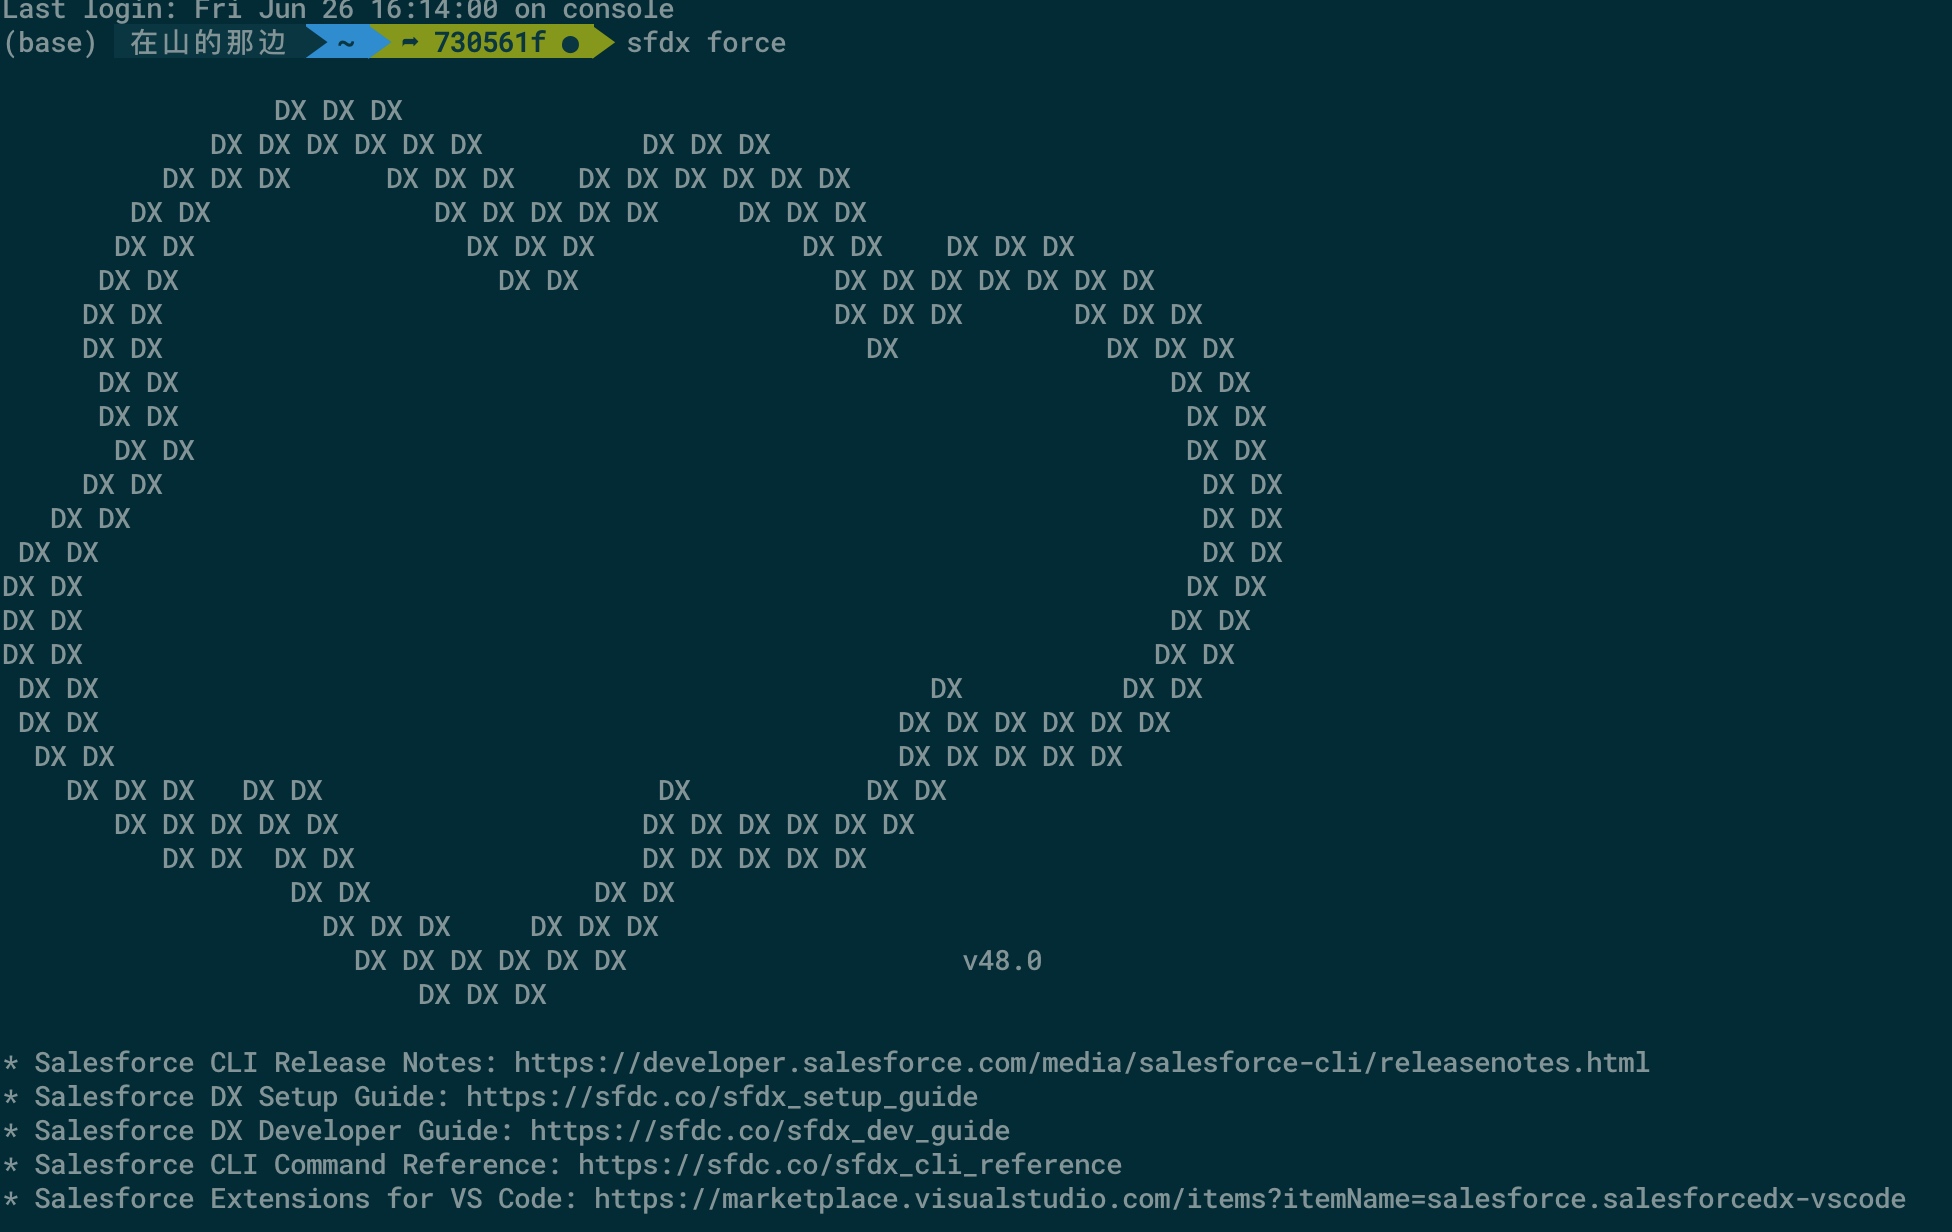 Last login: Fri Jun 26 16:14:00 on console
(base) 在山的那边 ~ ➦ 730561f ● sfdx force
DX DX DX
DX DX DX DX DX DX DX DX DX
DX DX DX DX DX DX DX DX DX DX DX DX
DX DX DX DX DX DX DX DX DX DX
DX DX DX DX DX DX DX DX DX DX
DX DX DX DX DX DX DX DX DX DX DX
DX DX DX DX DX DX DX DX
DX DX DX DX DX DX
DX DX DX DX
DX DX DX DX
DX DX DX DX
DX DX DX DX
DX DX DX DX
DX DX DX DX
DX DX DX DX
DX DX DX DX
DX DX DX DX
DX DX DX DX DX
DX DX DX DX DX DX DX DX
DX DX DX DX DX DX DX
DX DX DX DX DX DX DX DX
DX DX DX DX DX DX DX DX DX DX DX
DX DX DX DX DX DX DX DX DX
DX DX DX DX
DX DX DX DX DX DX
DX DX DX DX DX DX v48.0
DX DX DX
* Salesforce CLI Release Notes: https://developer.salesforce.com/media/salesforce-cli/releasenotes.html
* Salesforce DX Setup Guide: https://sfdc.co/sfdx_setup_guide
* Salesforce DX Developer Guide: https://sfdc.co/sfdx_dev_guide
* Salesforce CLI Command Reference: https://sfdc.co/sfdx_cli_reference
* Salesforce Extensions for VS Code: https://marketplace.visualstudio.com/items?itemName=salesforce.salesforcedx-vscode